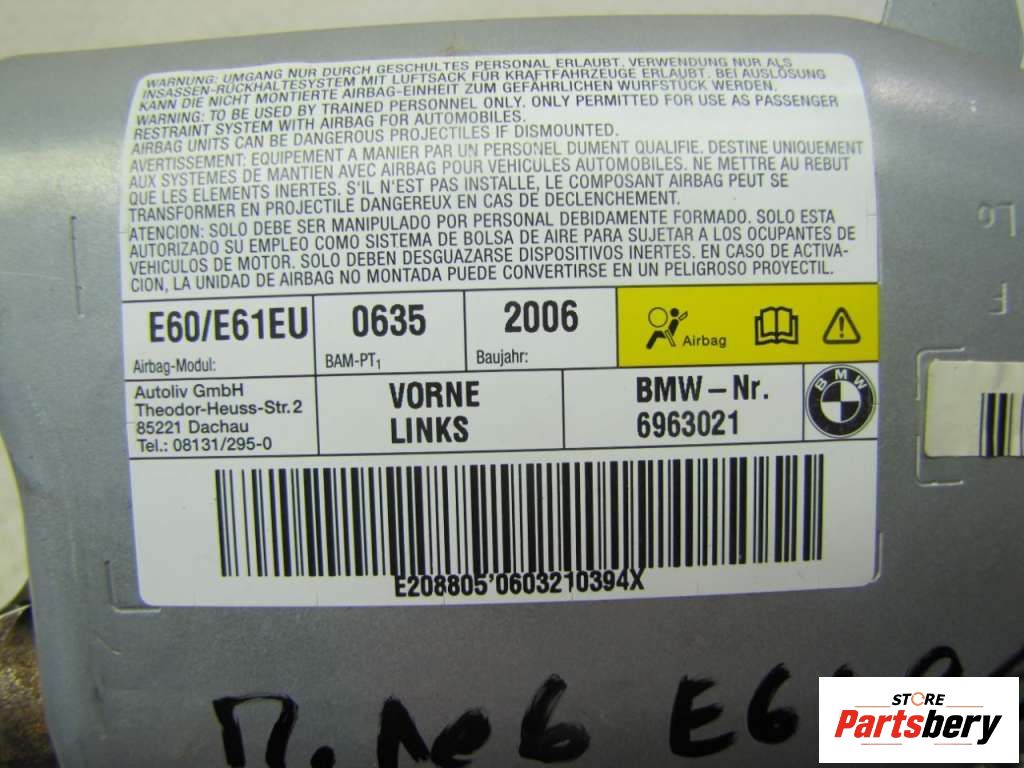 WARNUNG: UMGANG NUR DURCH GESCHULTES PERSONAL ERLAUBT. VERWENDUNG NUR ALS
INSASSEN-RÜCKHALTESYSTEM MIT LUFTSACK FÜR KRAFTFAHRZEUGE ERLAUBT. BEI AUSLÖSUNG
KANN DIE NICHT MONTIERTE AIRBAG-EINHEIT ZUM GEFÄHRLICHEN WURFSTÜCK WERDEN.
WARNING: TO BE USED BY TRAINED PERSONNEL ONLY. ONLY PERMITTED FOR USE AS PASSENGER
RESTRAINT SYSTEM WITH AIRBAG FOR AUTOMOBILES.
AIRBAG UNITS CAN BE DANGEROUS PROJECTILES IF DISMOUNTED.
AVERTISSEMENT: EQUIPEMENT A MANIER PAR UN PERSONEL DUMENT QUALIFIE. DESTINE UNIQUEMENT
AUX SYSTEMES DE MANTIEN AVEC AIRBAG POUR VEHICULES AUTOMOBILES. NE METTRE AU REBUT
QUE LES ELEMENTS INERTES. S'IL N'EST PAS INSTALLE, LE COMPOSANT AIRBAG PEUT SE
TRANSFORMER EN PROJECTILE DANGEREUX EN CAS DE DECLENCHEMENT.
ATENCION: SOLO DEBE SER MANIPULADO POR PERSONAL DEBIDAMENTE FORMADO. SOLO ESTA
AUTORIZADO SU EMPLEO COMO SISTEMA DE BOLSA DE AIRE PARA SUJETAR A LOS OCUPANTES DE
VEHICULOS DE MOTOR. SOLO DEBEN DESGUAZARSE DISPOSITIVOS INERTES. EN CASO DE ACTIVA-
CION, LA UNIDAD DE AIRBAG NO MONTADA PUEDE CONVERTIRSE EN UN PELIGROSO PROYECTIL.
E60/E61EU 0635 2006
Airbag-Modul: BAM-PT1 Baujahr: Airbag
Autoliv GmbH
Theodor-Heuss-Str.2
85221 Dachau
Tel.: 08131/295-0
VORNE
LINKS
BMW-Nr.
6963021
BMW
E208805'0603210394X
L6
F
STORE
Partsbery